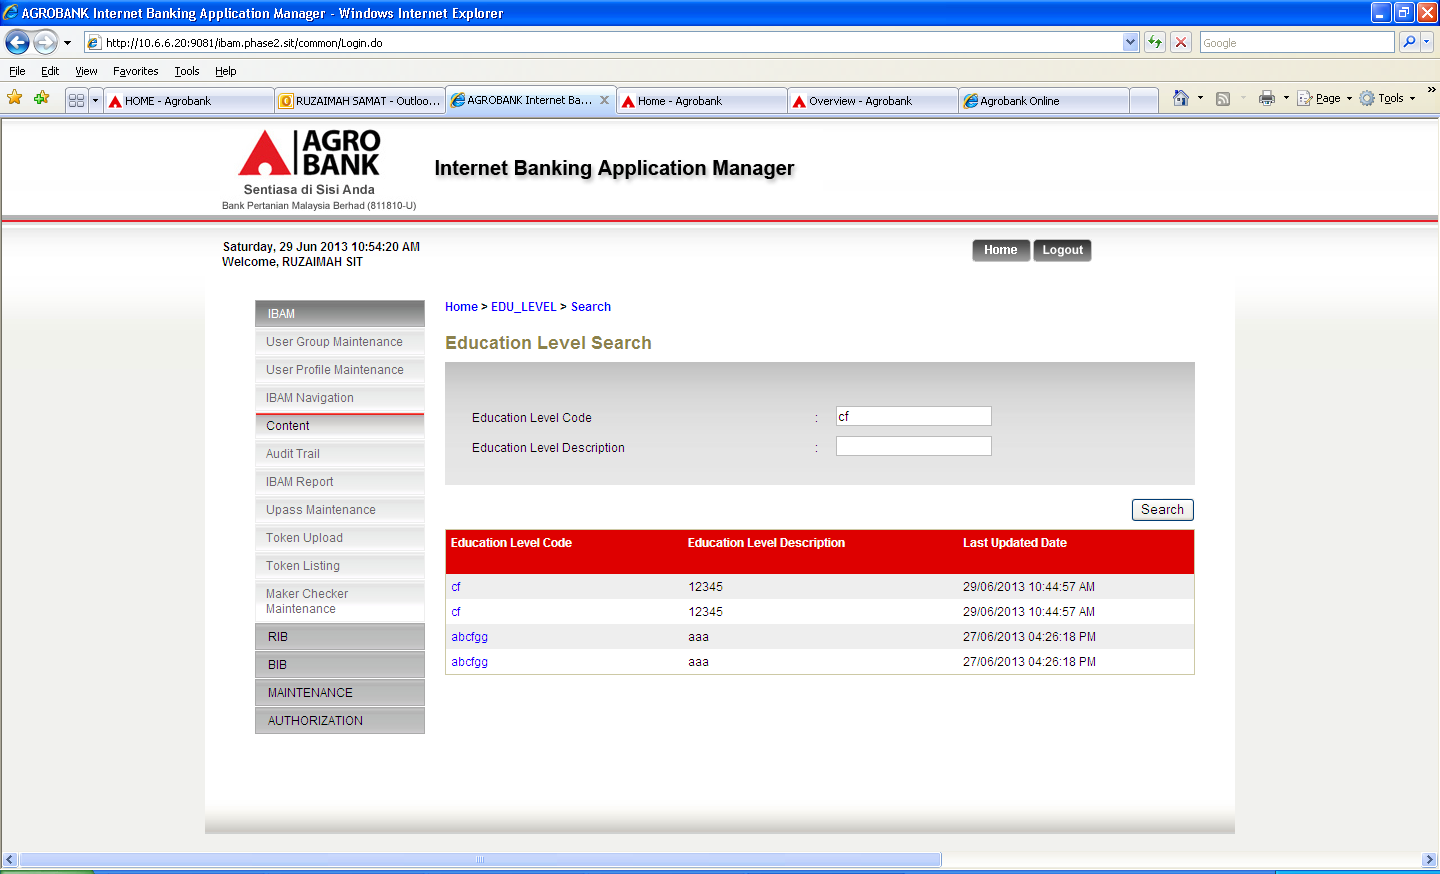 AGROBANK Internet Banking Application Manager - Windows Internet Explorer
http://10.6.6.20:9081/ibam.phase2.sit/common/Login.do
Google
File Edit View Favorites Tools Help
HOME - Agrobank
RUZAIMAH SAMAT - Outloo...
AGROBANK Internet Ba...
Home - Agrobank
Overview - Agrobank
Agrobank Online
Page
Tools
AGRO
BANK
Sentiasa di Sisi Anda
Bank Pertanian Malaysia Berhad (811810-U)
Internet Banking Application Manager
Saturday, 29 Jun 2013 10:54:20 AM
Welcome, RUZAIMAH SIT
Home
Logout
IBAM
User Group Maintenance
User Profile Maintenance
IBAM Navigation
Content
Audit Trail
IBAM Report
Upass Maintenance
Token Upload
Token Listing
Maker Checker
Maintenance
RIB
BIB
MAINTENANCE
AUTHORIZATION
Home > EDU_LEVEL > Search
Education Level Search
Education Level Code : cf
Education Level Description :
Search
Education Level Code Education Level Description Last Updated Date
cf 12345 29/06/2013 10:44:57 AM
cf 12345 29/06/2013 10:44:57 AM
abcfgg aaa 27/06/2013 04:26:18 PM
abcfgg aaa 27/06/2013 04:26:18 PM